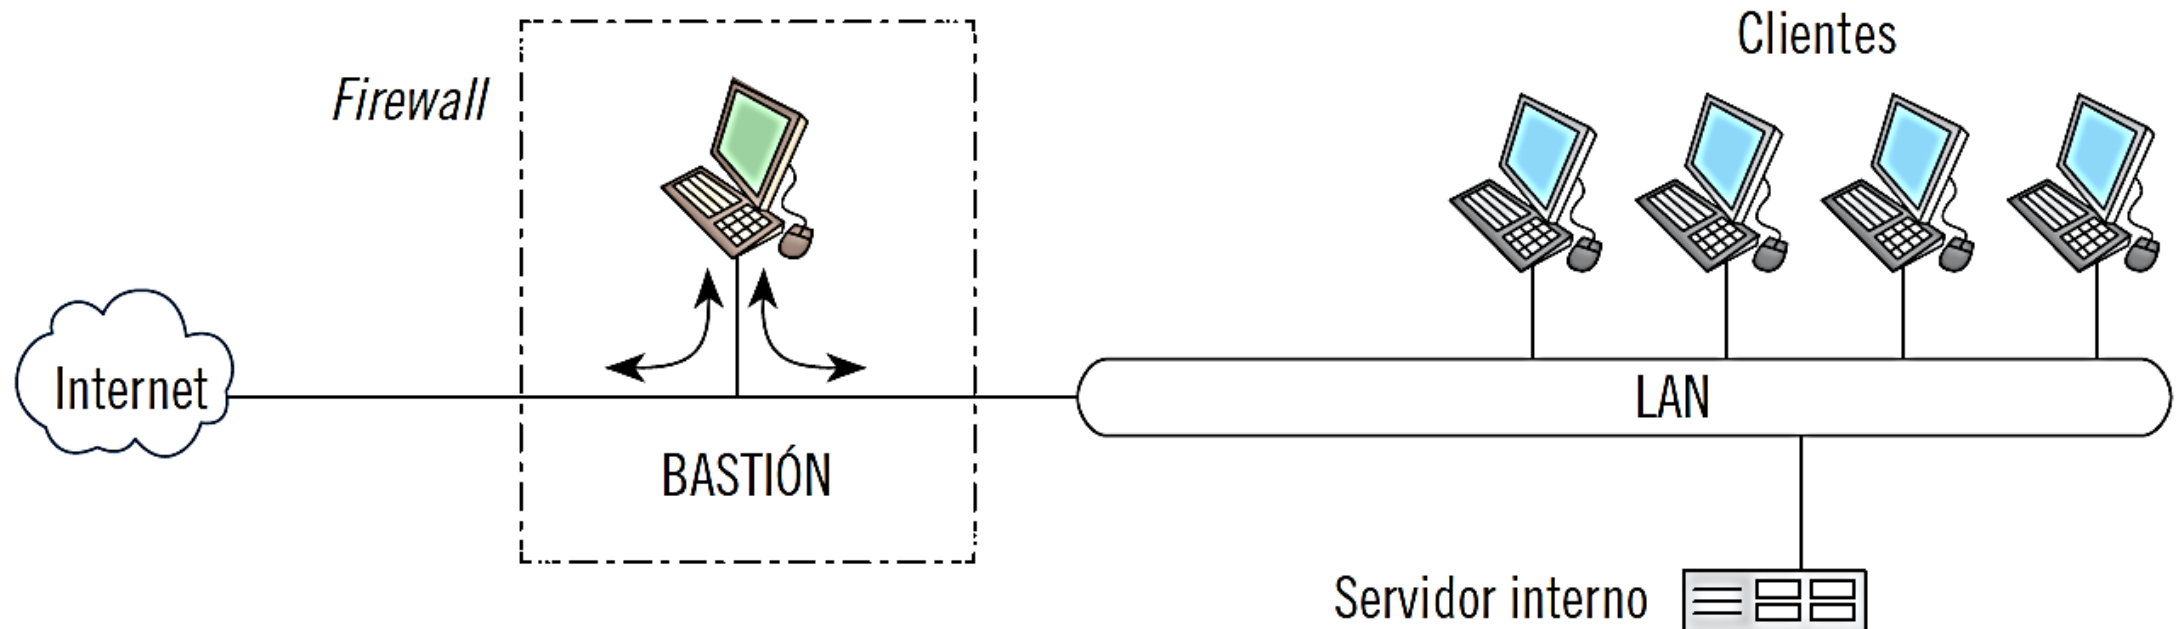 Clientes
Firewall
Internet
LAN
BASTIÓN
Servidor interno